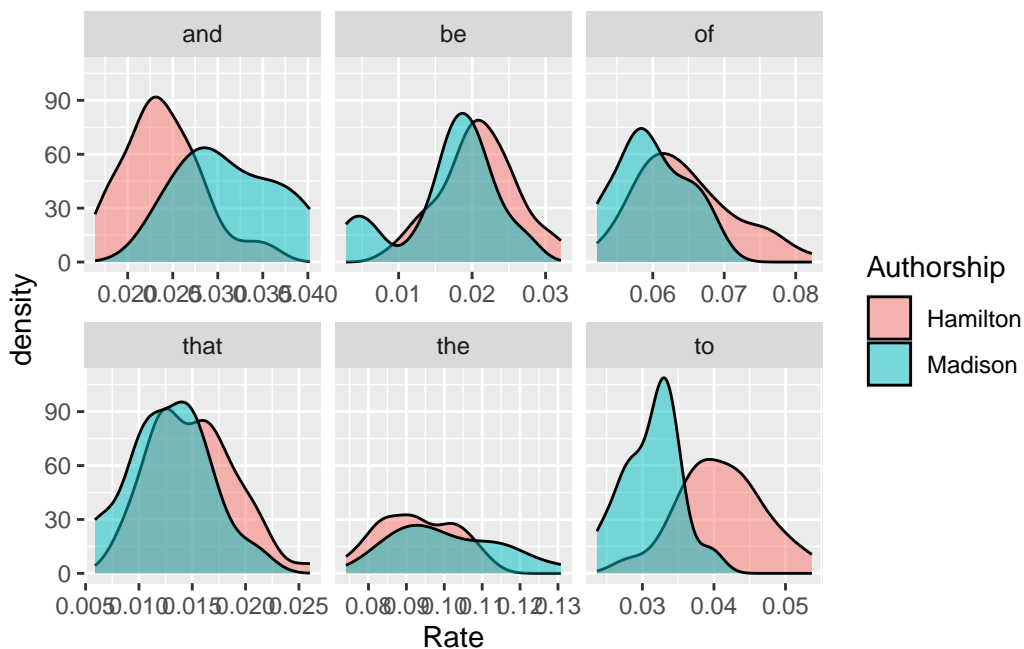 and be of
90
60
30
0
0.020 0.025 0.030 0.035 0.040 0.01 0.02 0.03 0.06 0.07 0.08
that the to
90
60
30
0
0.005 0.010 0.015 0.020 0.025 0.08 0.09 0.10 0.11 0.12 0.13 0.03 0.04 0.05
density
Rate
Authorship
Hamilton
Madison